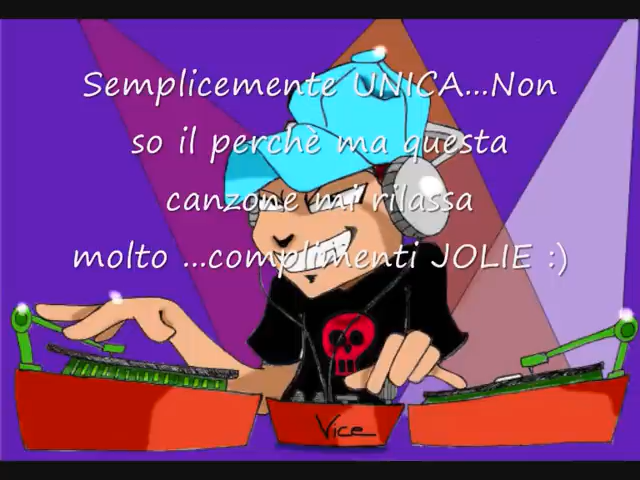 Semplicemente UNICA...Non
so il perchè ma questa
canzone mi rilassa
molto ...complimenti JOLIE :)
Vice